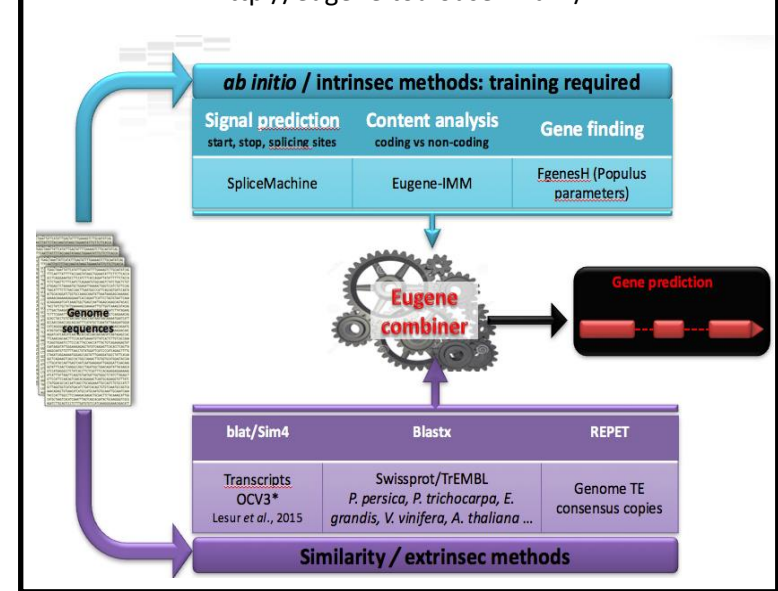 ab initio / intrinsec methods: training required
Signal prediction
start, stop, splicing sites
Content analysis
coding vs non-coding
Gene finding
SpliceMachine
Eugene-IMM
FgenesH (Populus
parameters)
Genome
sequences
Eugene
combiner
Gene prediction
blat/Sim4
Blastx
REPET
Transcripts
OCV3*
Lesur et al., 2015
Swissprot/TrEMBL
P. persica, P. trichocarpa, E.
grandis, V. vinifera, A. thaliana ...
Genome TE
consensus copies
Similarity / extrinsec methods